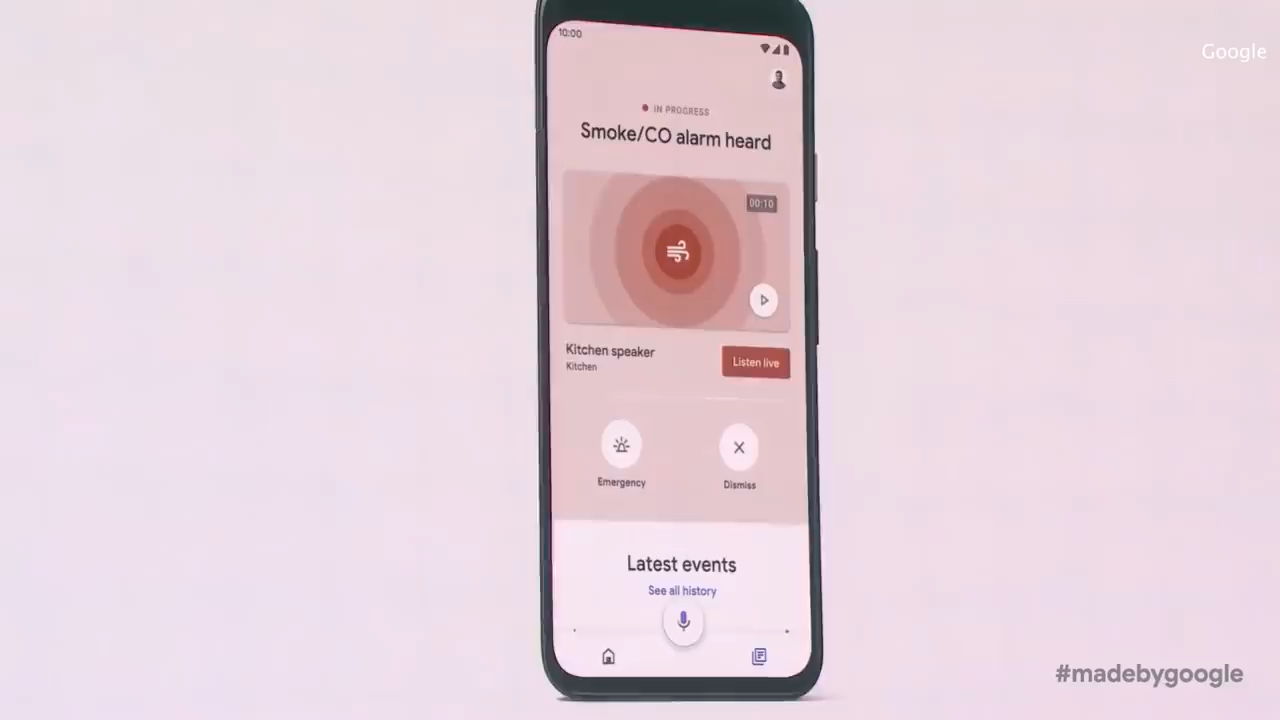 10:00
Google
IN PROGRESS
Smoke/CO alarm heard
00:10
Kitchen speaker
Kitchen
Listen live
Emergency
Dismiss
Latest events
See all history
#madebygoogle